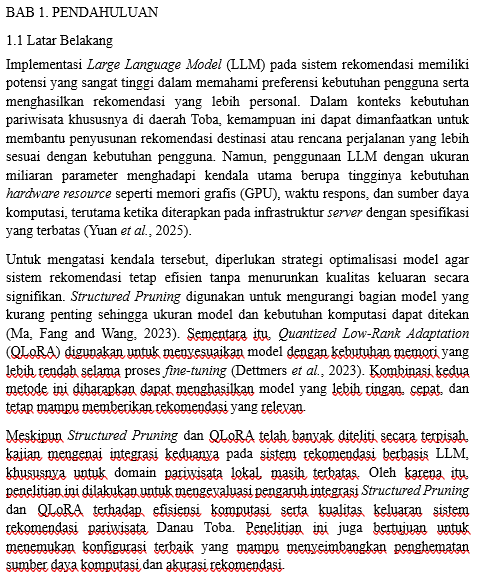 BAB 1. PENDAHULUAN
1.1 Latar Belakang
Implementasi Large Language Model (LLM) pada sistem rekomendasi memiliki
potensi yang sangat tinggi dalam memahami preferensi kebutuhan pengguna serta
menghasilkan rekomendasi yang lebih personal. Dalam konteks kebutuhan
pariwisata khususnya di daerah Toba, kemampuan ini dapat dimanfaatkan untuk
membantu penyusunan rekomendasi destinasi atau rencana perjalanan yang lebih
sesuai dengan kebutuhan pengguna. Namun, penggunaan LLM dengan ukuran
miliaran parameter menghadapi kendala utama berupa tingginya kebutuhan
hardware resource seperti memori grafis (GPU), waktu respons, dan sumber daya
komputasi, terutama ketika diterapkan pada infrastruktur server dengan spesifikasi
yang terbatas (Yuan et al., 2025).
Untuk mengatasi kendala tersebut, diperlukan strategi optimalisasi model agar
sistem rekomendasi tetap efisien tanpa menurunkan kualitas keluaran secara
signifikan. Structured Pruning digunakan untuk mengurangi bagian model yang
kurang penting sehingga ukuran model dan kebutuhan komputasi dapat ditekan
(Ma, Fang and Wang, 2023). Sementara itu, Quantized Low-Rank Adaptation
(QLoRA) digunakan untuk menyesuaikan model dengan kebutuhan memori yang
lebih rendah selama proses fine-tuning (Dettmers et al., 2023). Kombinasi kedua
metode ini diharapkan dapat menghasilkan model yang lebih ringan, cepat, dan
tetap mampu memberikan rekomendasi yang relevan.
Meskipun Structured Pruning dan QLoRA telah banyak diteliti secara terpisah,
kajian mengenai integrasi keduanya pada sistem rekomendasi berbasis LLM,
khususnya untuk domain pariwisata lokal, masih terbatas. Oleh karena itu,
penelitian ini dilakukan untuk mengevaluasi pengaruh integrasi Structured Pruning
dan QLoRA terhadap efisiensi komputasi serta kualitas keluaran sistem
rekomendasi pariwisata Danau Toba. Penelitian ini juga bertujuan untuk
menemukan konfigurasi terbaik yang mampu menyeimbangkan penghematan
sumber daya komputasi dan akurasi rekomendasi.